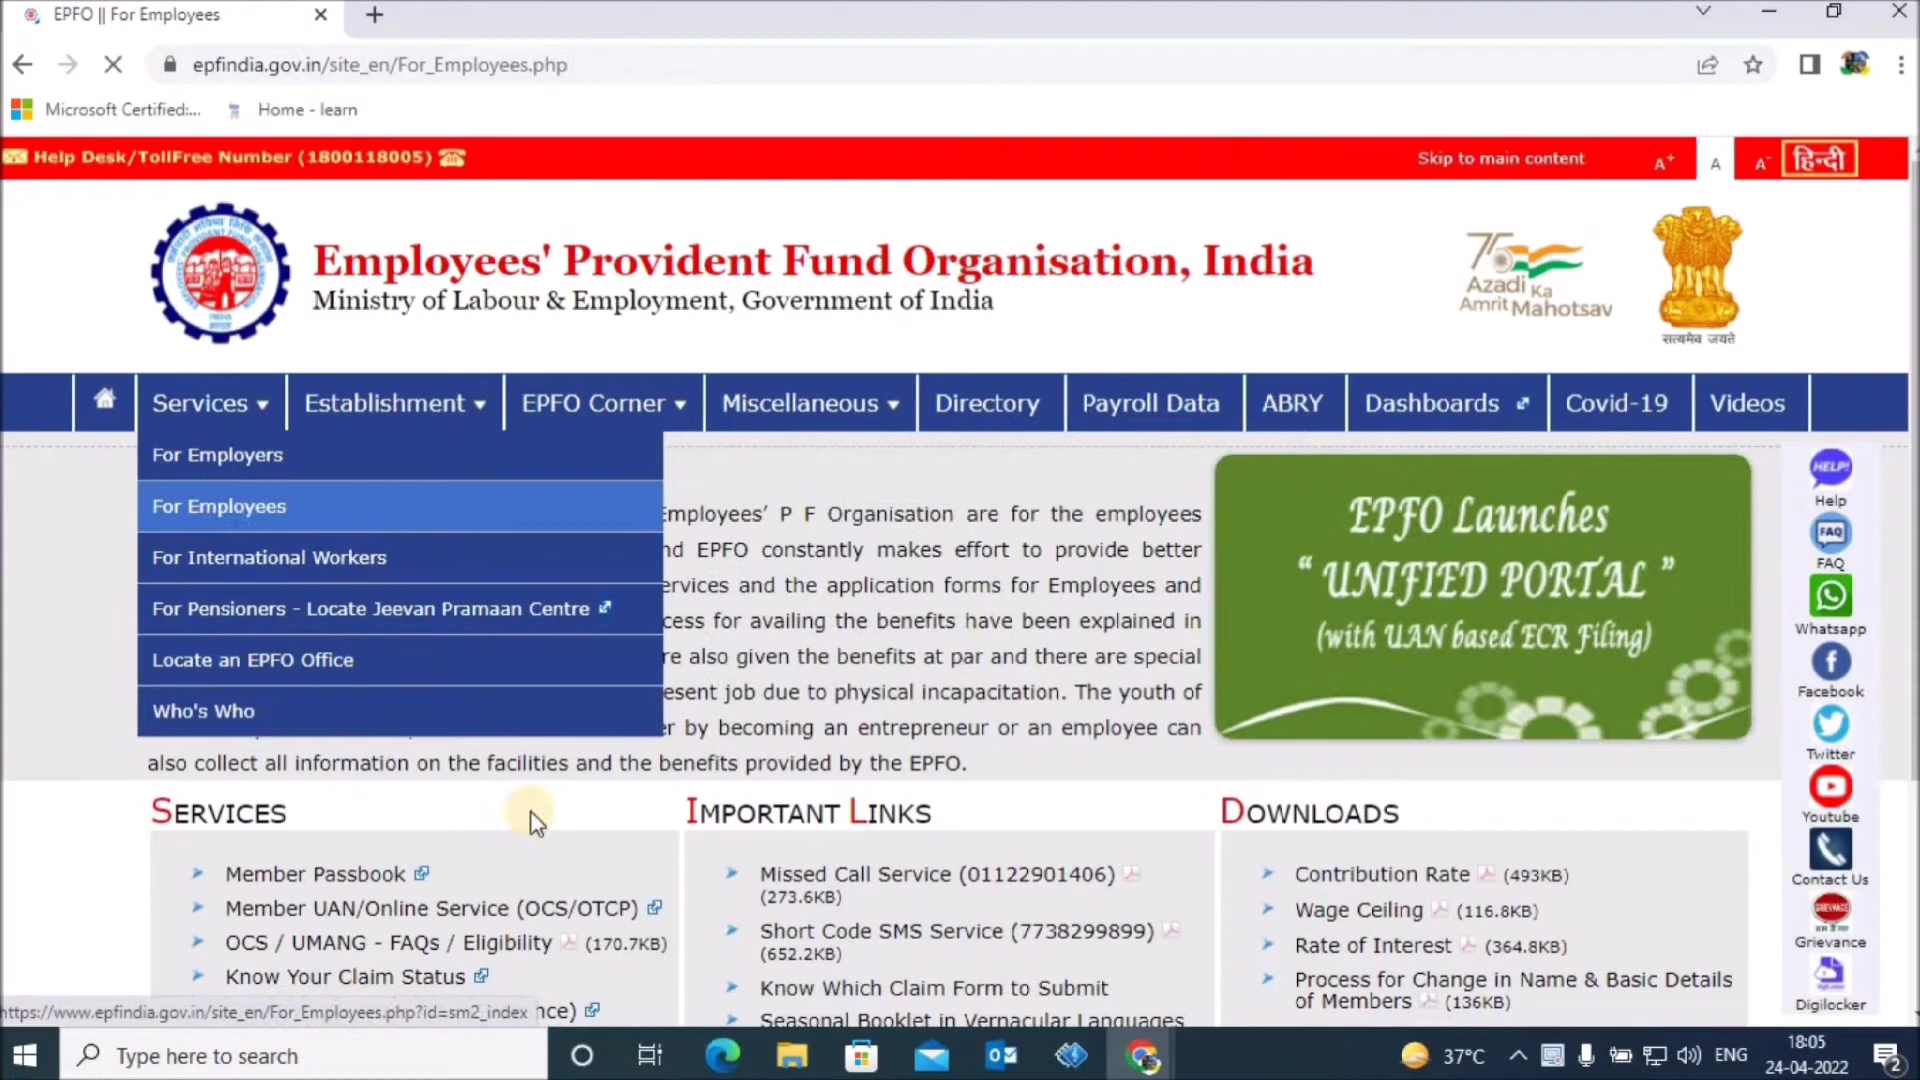 EPFO || For Employees
epfindia.gov.in/site_en/For_Employees.php
Microsoft Certified:...
Home - learn
Help Desk/TollFree Number (1800118005)
Skip to main content
A+
A
A-
हिन्दी
Employees' Provident Fund Organisation, India
Ministry of Labour & Employment, Government of India
75
Azadi Ka
Amrit Mahotsav
सत्यमेव जयते
Services
Establishment
EPFO Corner
Miscellaneous
Directory
Payroll Data
ABRY
Dashboards
Covid-19
Videos
For Employers
For Employees
For International Workers
For Pensioners - Locate Jeevan Pramaan Centre
Locate an EPFO Office
Who's Who
Employees' P F Organisation are for the employees
nd EPFO constantly makes effort to provide better
ervices and the application forms for Employees and
cess for availing the benefits have been explained in
re also given the benefits at par and there are special
esent job due to physical incapacitation. The youth of
r by becoming an entrepreneur or an employee can
also collect all information on the facilities and the benefits provided by the EPFO.
EPFO Launches
" UNIFIED PORTAL "
(with UAN based ECR Filing)
HELP!
Help
FAQ
FAQ
Whatsapp
Facebook
Twitter
Youtube
Contact Us
GRIEVANCE
Grievance
Digilocker
SERVICES
Member Passbook
Member UAN/Online Service (OCS/OTCP)
OCS / UMANG - FAQs / Eligibility (170.7KB)
Know Your Claim Status
nce)
IMPORTANT LINKS
Missed Call Service (01122901406)
(273.6KB)
Short Code SMS Service (7738299899)
(652.2KB)
Know Which Claim Form to Submit
Seasonal Booklet in Vernacular Languages
DOWNLOADS
Contribution Rate (493KB)
Wage Ceiling (116.8KB)
Rate of Interest (364.8KB)
Process for Change in Name & Basic Details
of Members (136KB)
https://www.epfindia.gov.in/site_en/For_Employees.php?id=sm2_index
Type here to search
37°C
ENG
18:05
24-04-2022
2